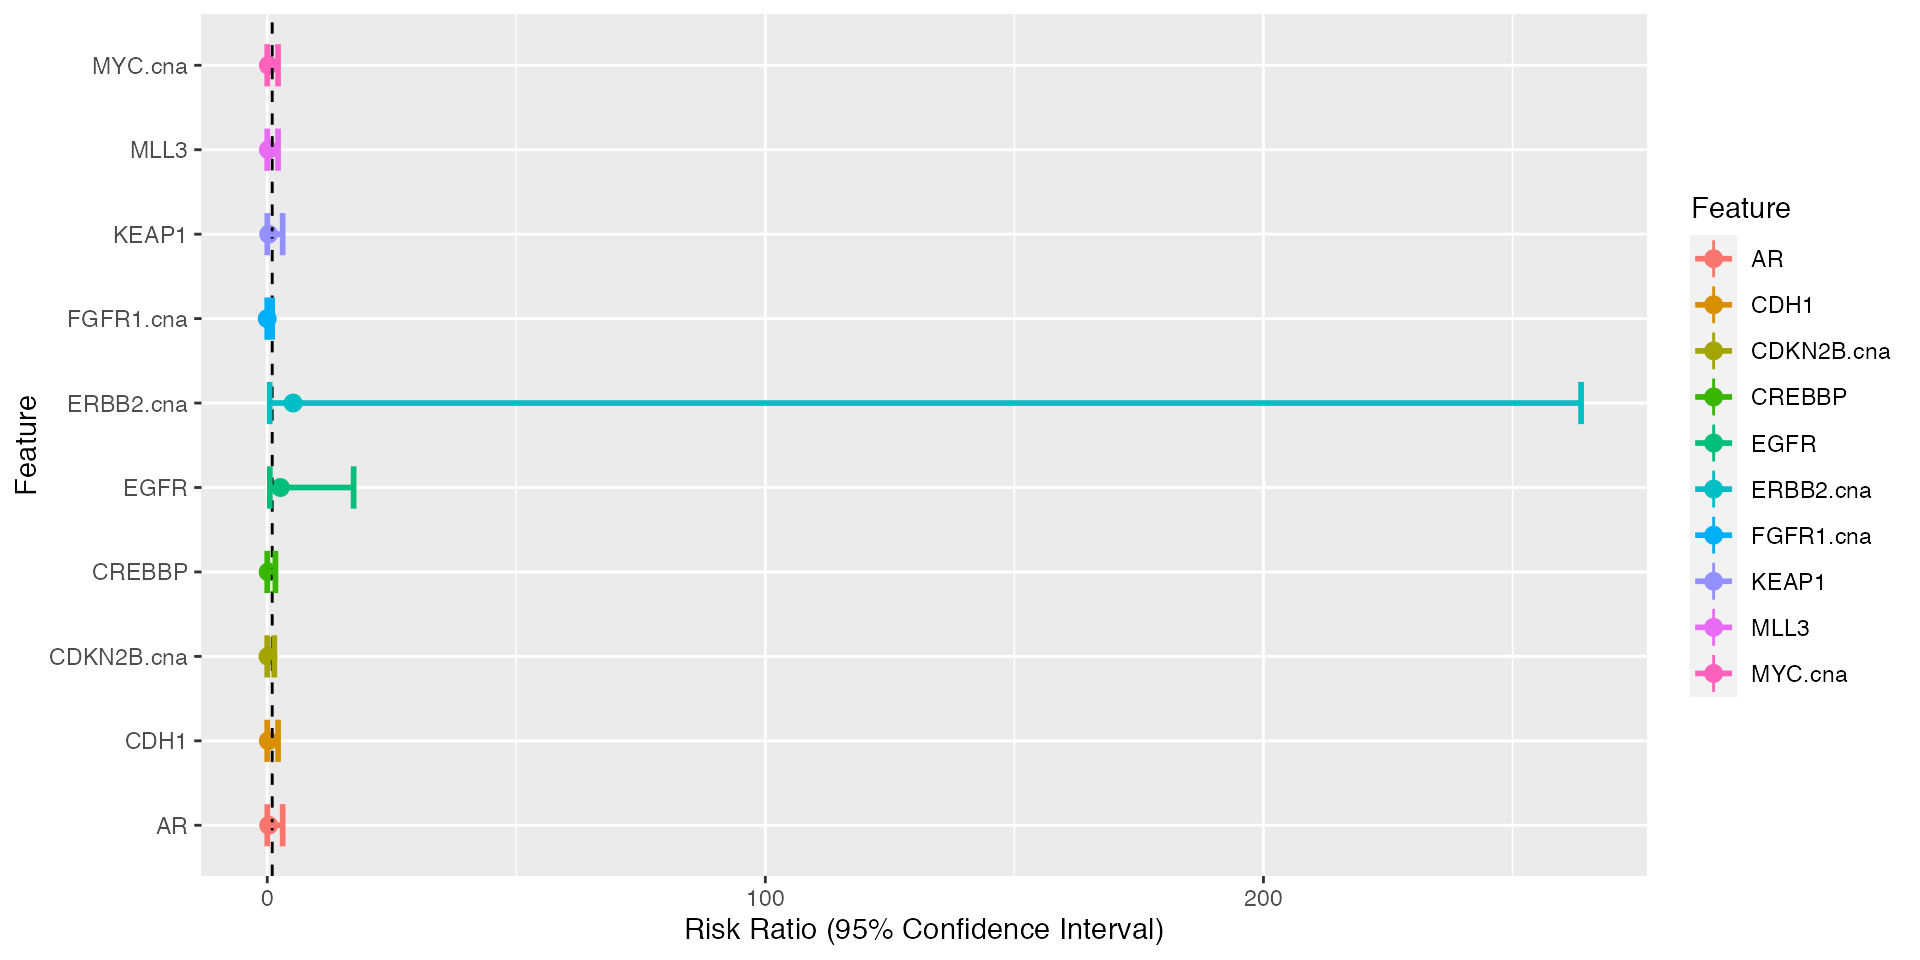 Feature
MYC.cna
MLL3
KEAP1
FGFR1.cna
ERBB2.cna
EGFR
CREBBP
CDKN2B.cna
CDH1
AR
0 100 200
Risk Ratio (95% Confidence Interval)
Feature
AR
CDH1
CDKN2B.cna
CREBBP
EGFR
ERBB2.cna
FGFR1.cna
KEAP1
MLL3
MYC.cna